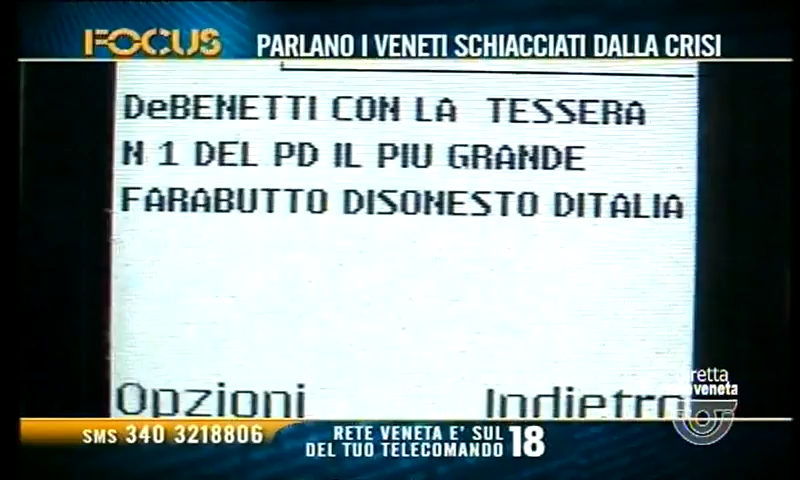 FOCUS PARLANO I VENETI SCHIACCIATI DALLA CRISI
DeBENETTI CON LA TESSERA
N 1 DEL PD IL PIU GRANDE
FARABUTTO DISONESTO DITALIA
Opzioni Indietro
retta
veneta
SMS 340 3218806
RETE VENETA E' SUL
DEL TUO TELECOMANDO 18